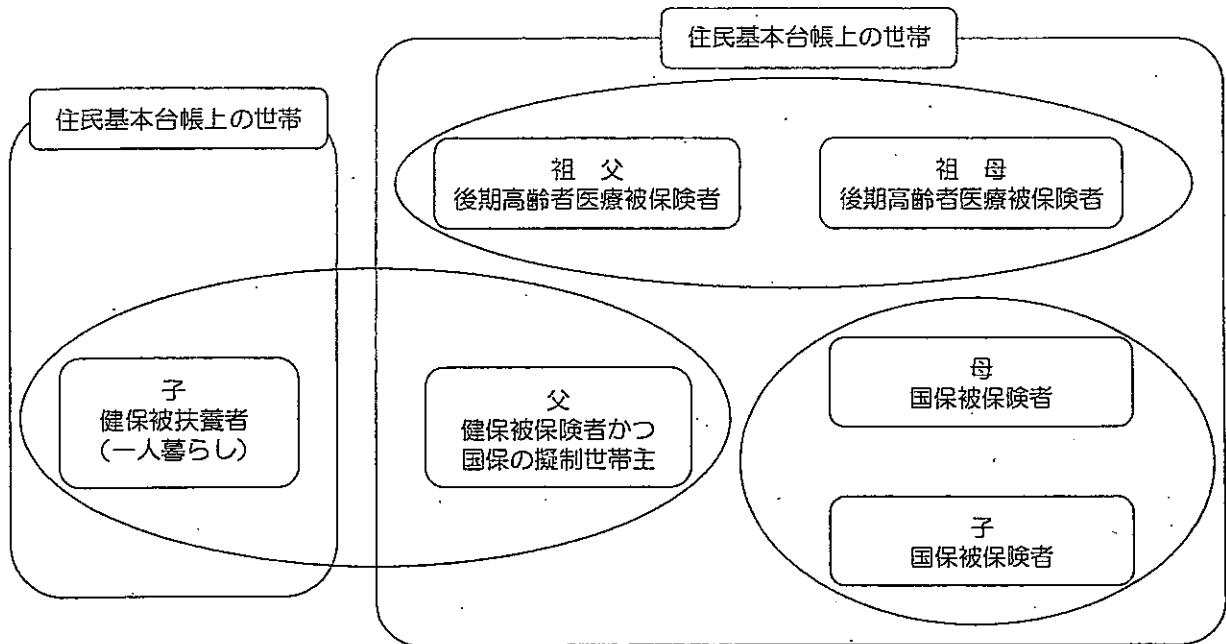 住民基本台帳上の世帯
住民基本台帳上の世帯
祖 父
後期高齢者医療被保険者
祖 母
後期高齢者医療被保険者
子
健保被扶養者
(一人暮らし)
父
健保被保険者かつ
国保の擬制世帯主
母
国保被保険者
子
国保被保険者